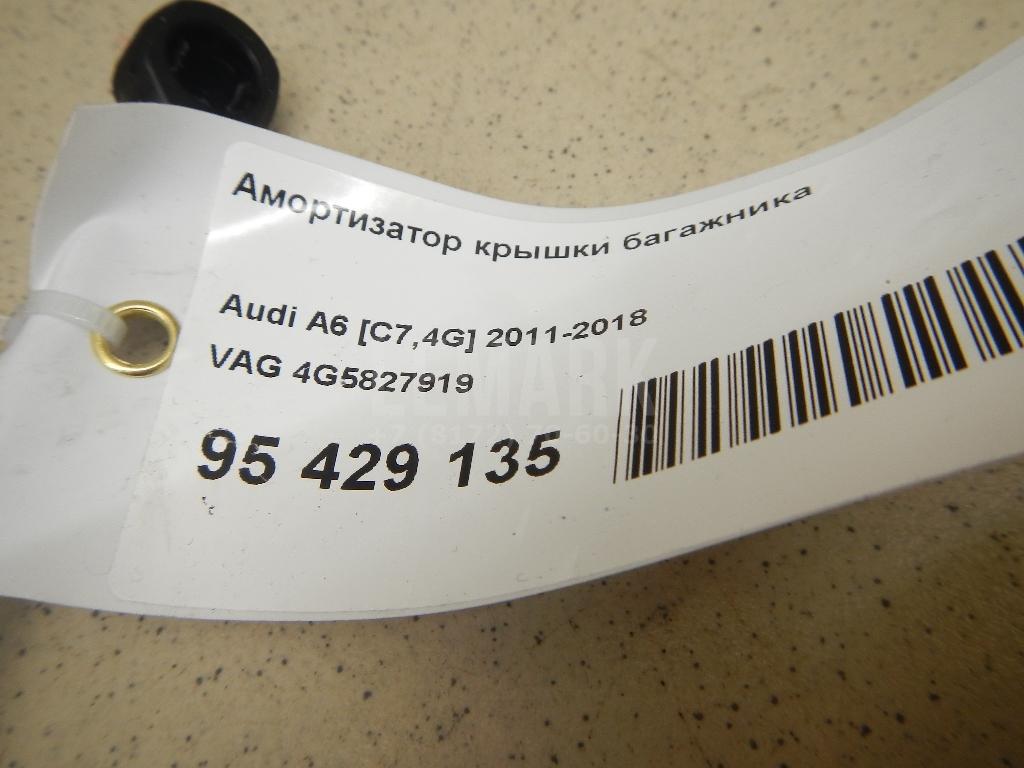 Амортизатор крышки багажника
Audi A6 [C7,4G] 2011-2018
VAG 4G5827919
95 429 135